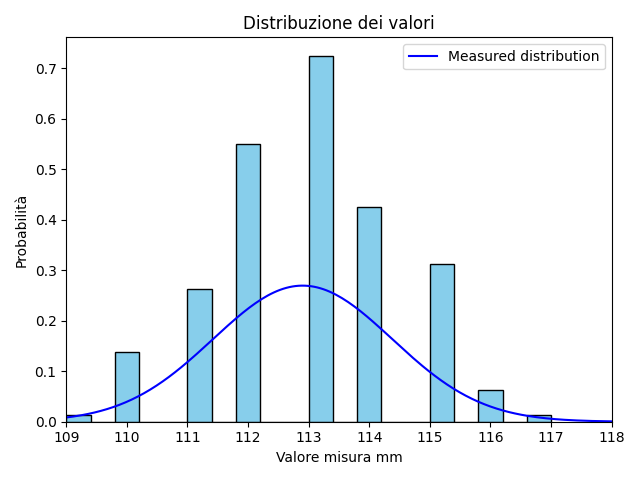 Distribuzione dei valori
Measured distribution
Probabilità
0.7
0.6
0.5
0.4
0.3
0.2
0.1
0.0
109 110 111 112 113 114 115 116 117 118
Valore misura mm